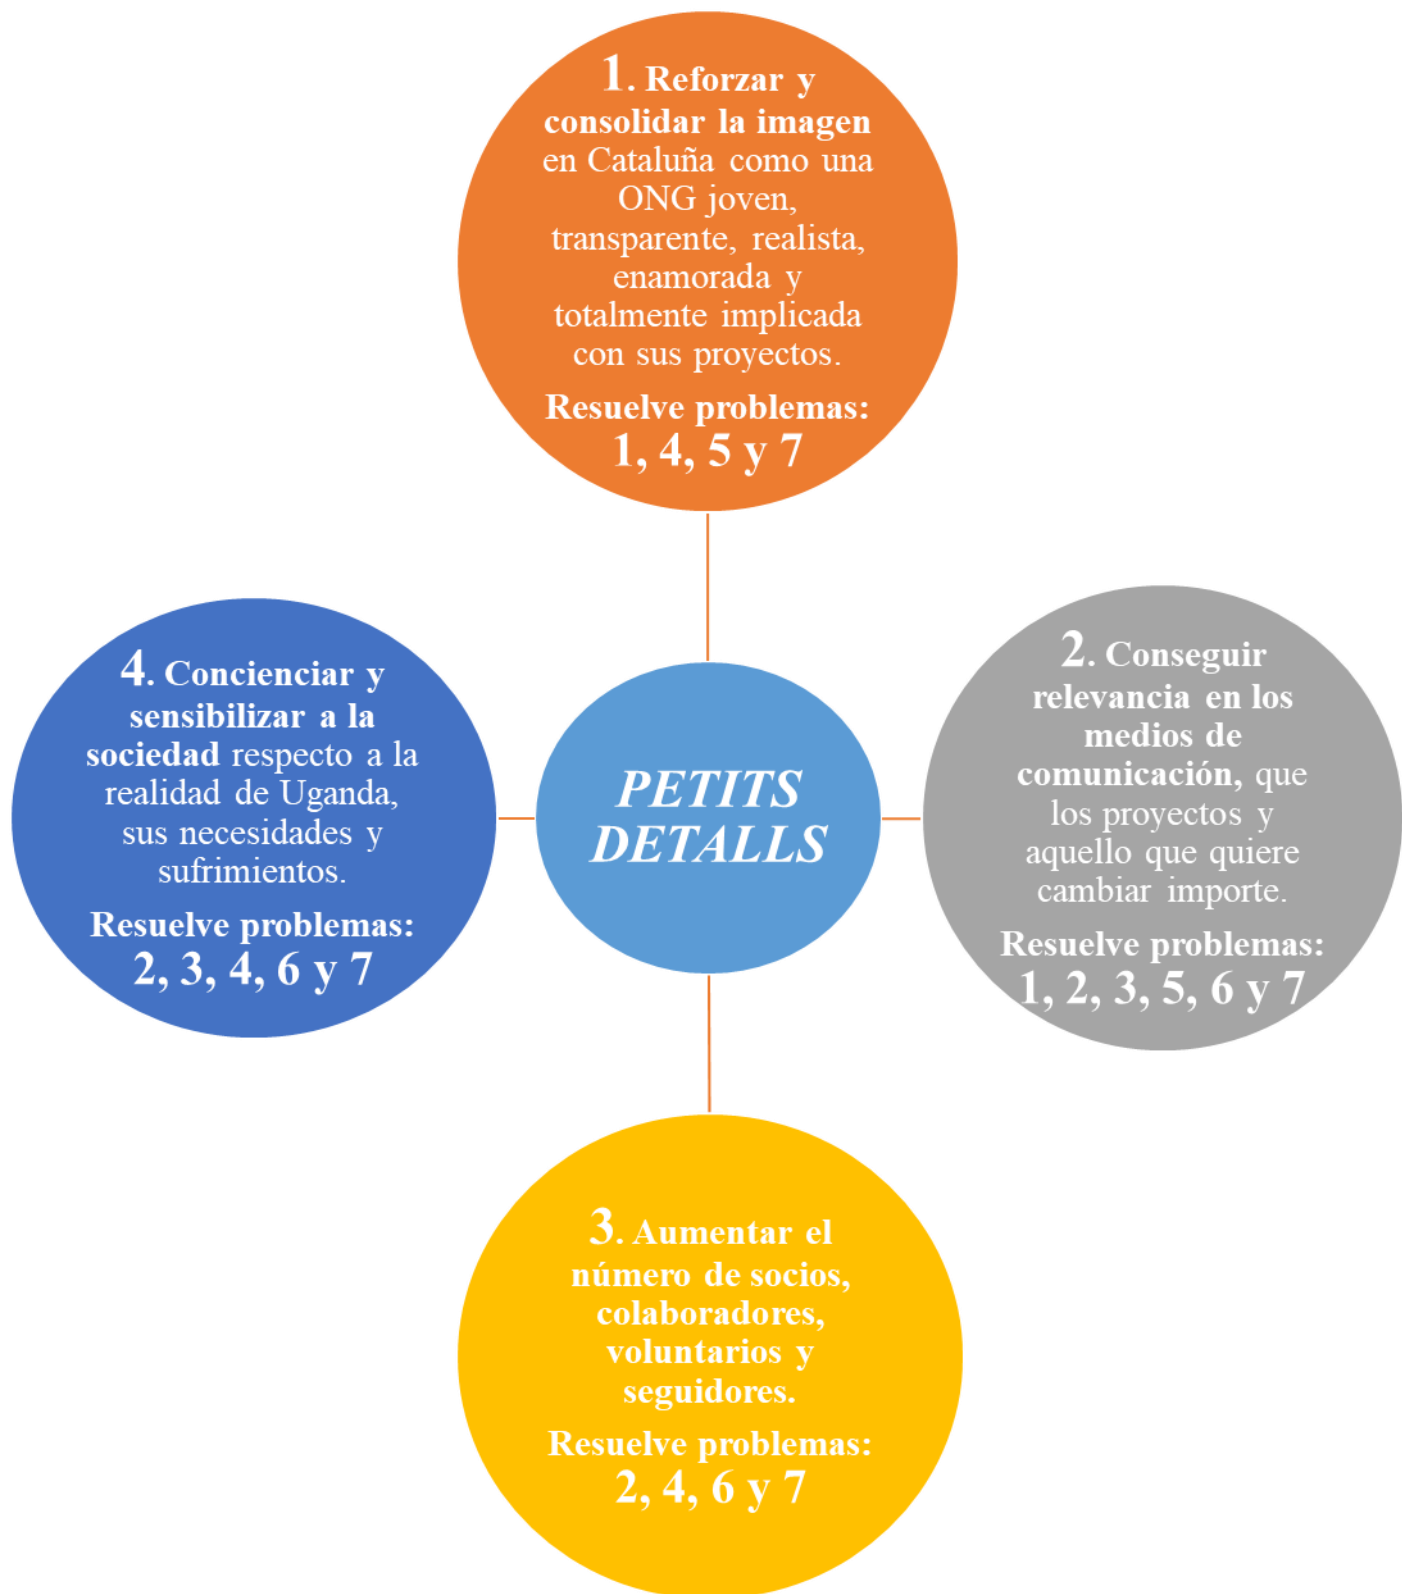 1. Reforzar y
consolidar la imagen
en Cataluña como una
ONG joven,
transparente, realista,
enamorada y
totalmente implicada
con sus proyectos.
Resuelve problemas:
1, 4, 5 y 7
4. Concienciar y
sensibilizar a la
sociedad respecto a la
realidad de Uganda,
sus necesidades y
sufrimientos.
Resuelve problemas:
2, 3, 4, 6 y 7
PETITS
DETALLS
2. Conseguir
relevancia en los
medios de
comunicación, que
los proyectos y
aquello que quiere
cambiar importe.
Resuelve problemas:
1, 2, 3, 5, 6 y 7
3. Aumentar el
número de socios,
colaboradores,
voluntarios y
seguidores.
Resuelve problemas:
2, 4, 6 y 7